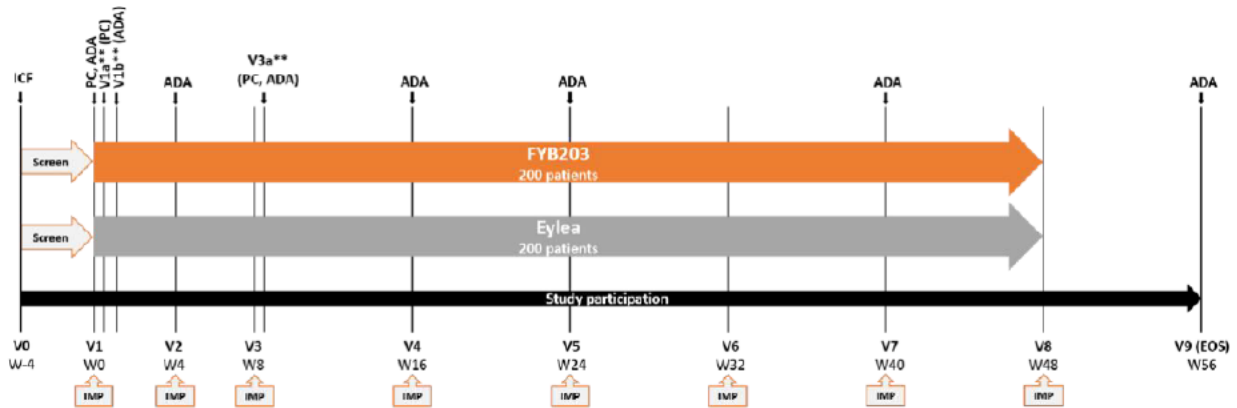 ICF
PC, ADA
V1a** (PC)
V1b** (ADA)
ADA
V3a**
(PC, ADA)
ADA
ADA
ADA
ADA
Screen
FYB203
200 patients
Screen
Eylea
200 patients
Study participation
V0
W-4
V1
W0
V2
W4
V3
W8
V4
W16
V5
W24
V6
W32
V7
W40
V8
W48
V9 (EOS)
W56
IMP
IMP
IMP
IMP
IMP
IMP
IMP
IMP